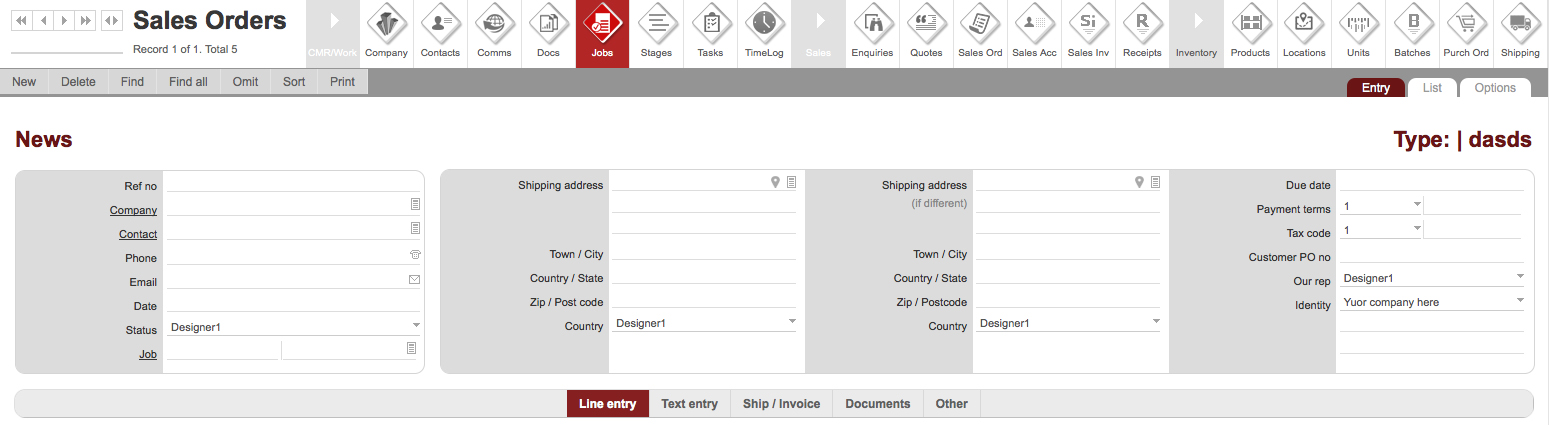 Sales Orders
Record 1 of 1. Total 5
CMR/Work Company Contacts Comms Docs Jobs Stages Tasks TimeLog Sales Enquiries Quotes Sales Ord Sales Acc Si Sales Inv R Receipts Inventory Products Locations Units B Batches Purch Ord Shipping
New Delete Find Find all Omit Sort Print
Entry List Options
News
Type: | dasds
Ref no
Company
Contact
Phone
Email
Date
Status Designer1
Job
Shipping address
Town / City
Country / State
Zip / Post code
Country Designer1
Shipping address
(if different)
Town / City
Country / State
Zip / Postcode
Country Designer1
Due date
Payment terms 1
Tax code 1
Customer PO no
Our rep Designer1
Identity Yuor company here
Line entry Text entry Ship / Invoice Documents Other